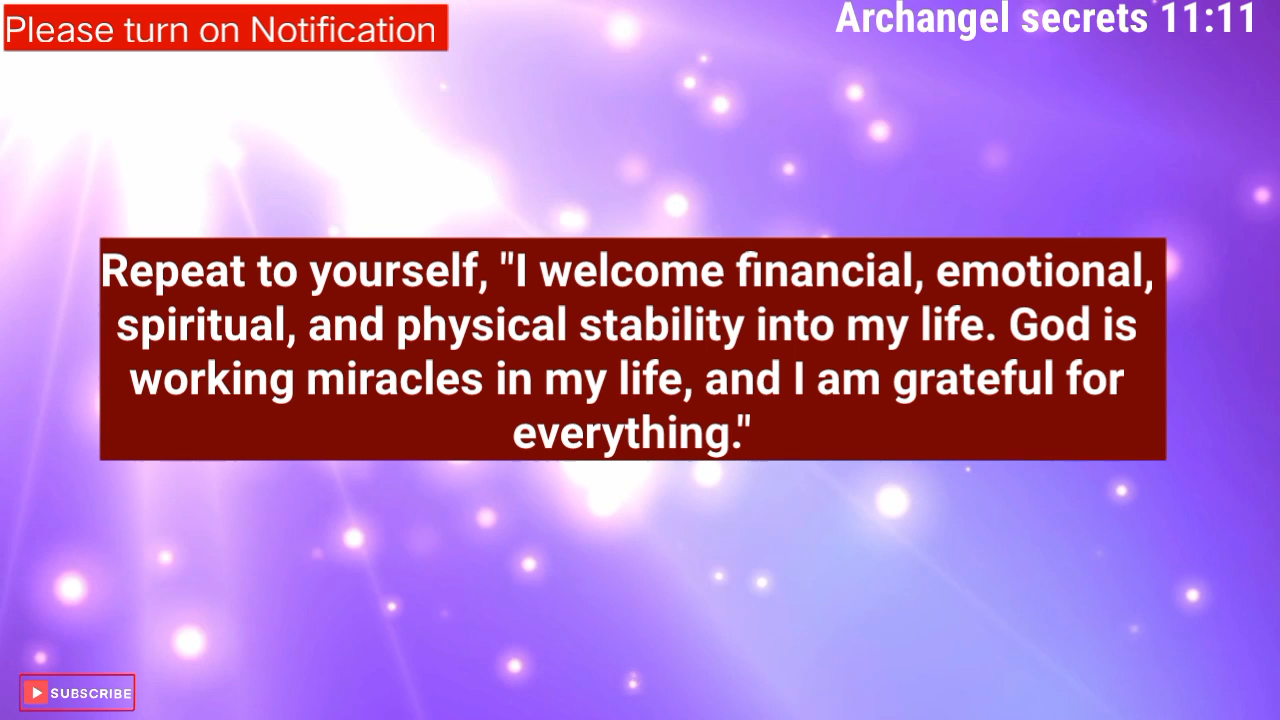 Please turn on Notification
Archangel secrets 11:11
Repeat to yourself, "I welcome financial, emotional,
spiritual, and physical stability into my life. God is
working miracles in my life, and I am grateful for
everything."
SUBSCRIBE